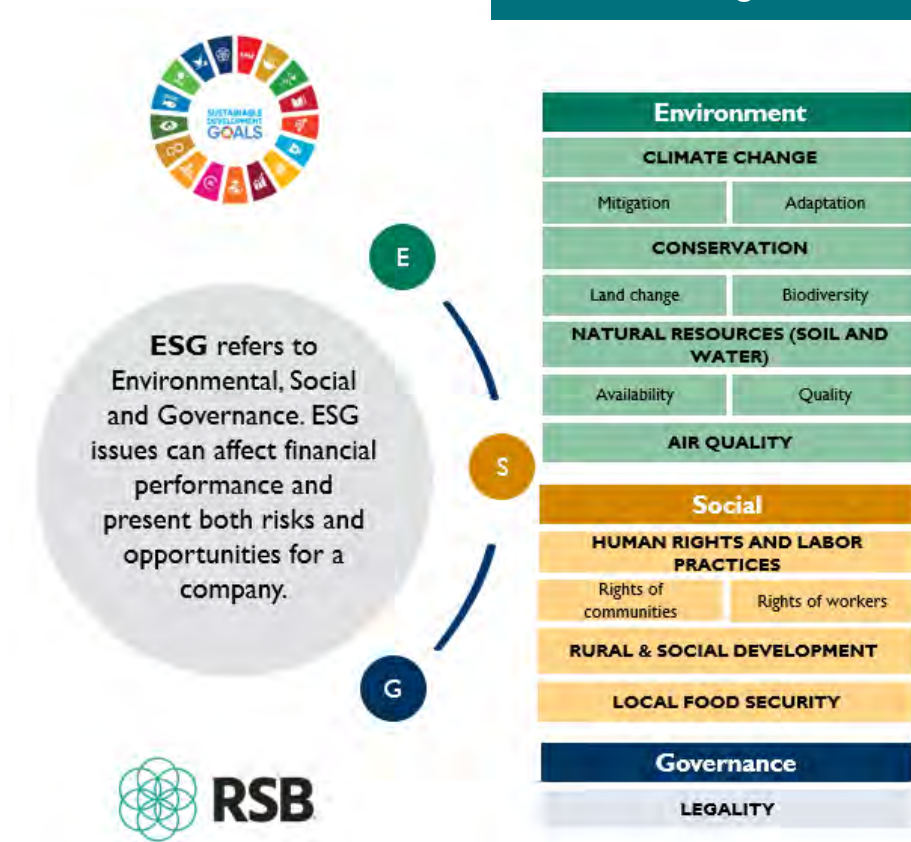 SUSTAINABLE
DEVELOPMENT
GOALS
E
ESG refers to
Environmental, Social
and Governance. ESG
issues can affect financial
performance and
present both risks and
opportunities for a
company.
S
G
RSB
Environment
CLIMATE CHANGE
Mitigation
Adaptation
CONSERVATION
Land change
Biodiversity
NATURAL RESOURCES (SOIL AND
WATER)
Availability
Quality
AIR QUALITY
Social
HUMAN RIGHTS AND LABOR
PRACTICES
Rights of
communities
Rights of workers
RURAL & SOCIAL DEVELOPMENT
LOCAL FOOD SECURITY
Governance
LEGALITY